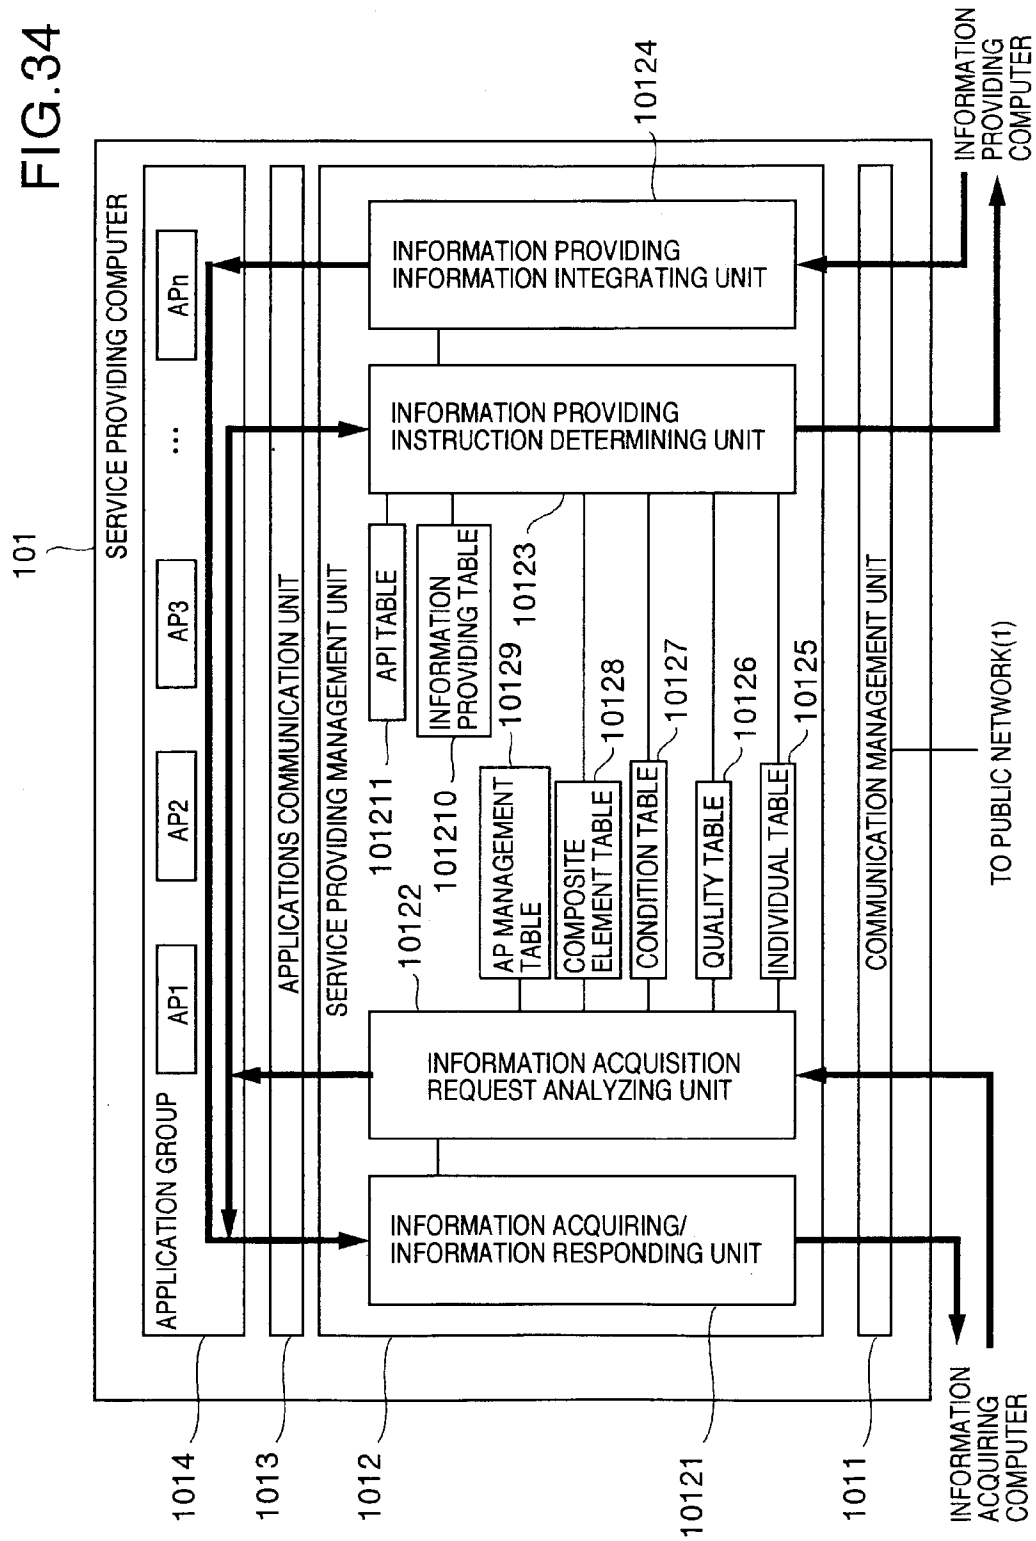 FIG.34
101
SERVICE PROVIDING COMPUTER
APPLICATION GROUP
AP1
AP2
AP3
...
APn
1014
APPLICATIONS COMMUNICATION UNIT
1013
SERVICE PROVIDING MANAGEMENT UNIT
1012
INFORMATION ACQUIRING/
INFORMATION RESPONDING UNIT
10121
INFORMATION ACQUISITION
REQUEST ANALYZING UNIT
10122
API TABLE
101211
INFORMATION
PROVIDING TABLE
101210
AP MANAGEMENT
TABLE
10129
COMPOSITE
ELEMENT TABLE
10128
CONDITION TABLE
10127
QUALITY TABLE
10126
INDIVIDUAL TABLE
10125
INFORMATION PROVIDING
INSTRUCTION DETERMINING UNIT
10123
INFORMATION PROVIDING
INFORMATION INTEGRATING UNIT
10124
COMMUNICATION MANAGEMENT UNIT
1011
INFORMATION
ACQUIRING
COMPUTER
TO PUBLIC NETWORK(1)
INFORMATION
PROVIDING
COMPUTER